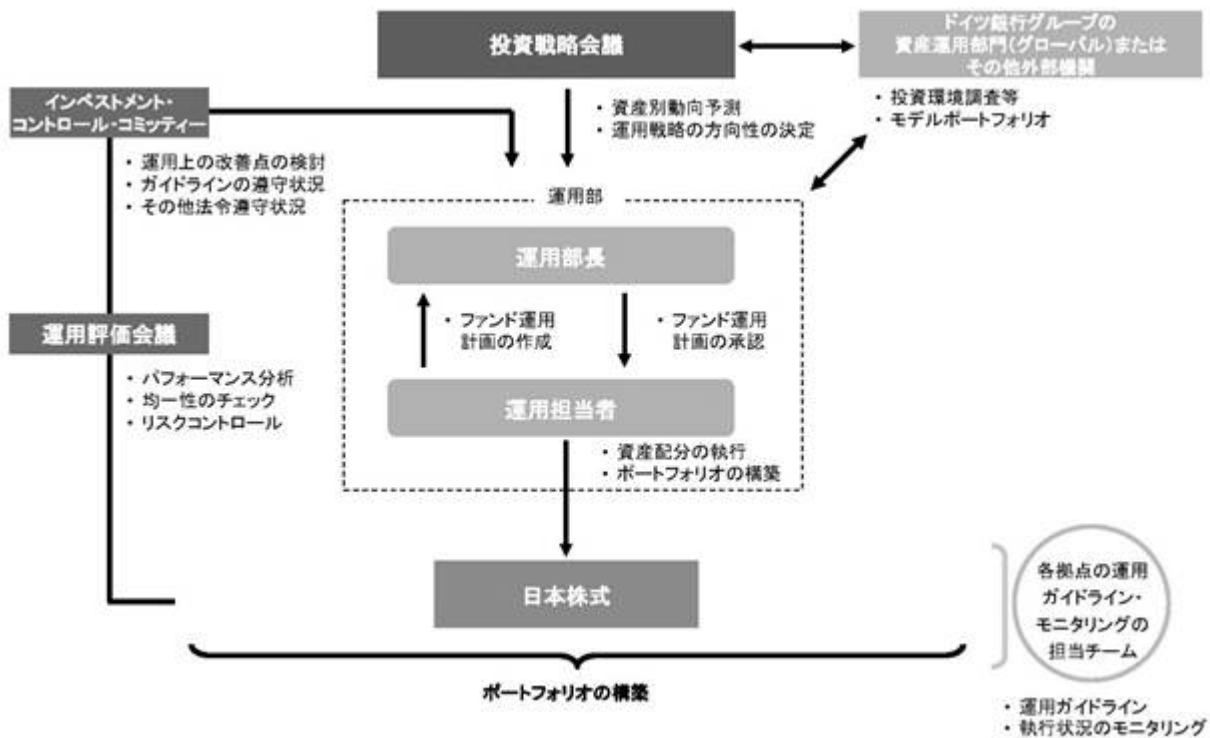 投資戦略会議
ドイツ銀行グループの
資産運用部門(グローバル)または
その他外部機関
・資産別動向予測
・運用戦略の方向性の決定
・投資環境調査等
・モデルポートフォリオ
インベストメント・
コントロール・コミッティー
・運用上の改善点の検討
・ガイドラインの遵守状況
・その他法令遵守状況
運用部
運用部長
・ファンド運用
計画の作成
・ファンド運用
計画の承認
運用評価会議
・パフォーマンス分析
・均一性のチェック
・リスクコントロール
運用担当者
・資産配分の執行
・ポートフォリオの構築
日本株式
各拠点の運用
ガイドライン・
モニタリングの
担当チーム
ポートフォリオの構築
・運用ガイドライン
・執行状況のモニタリング